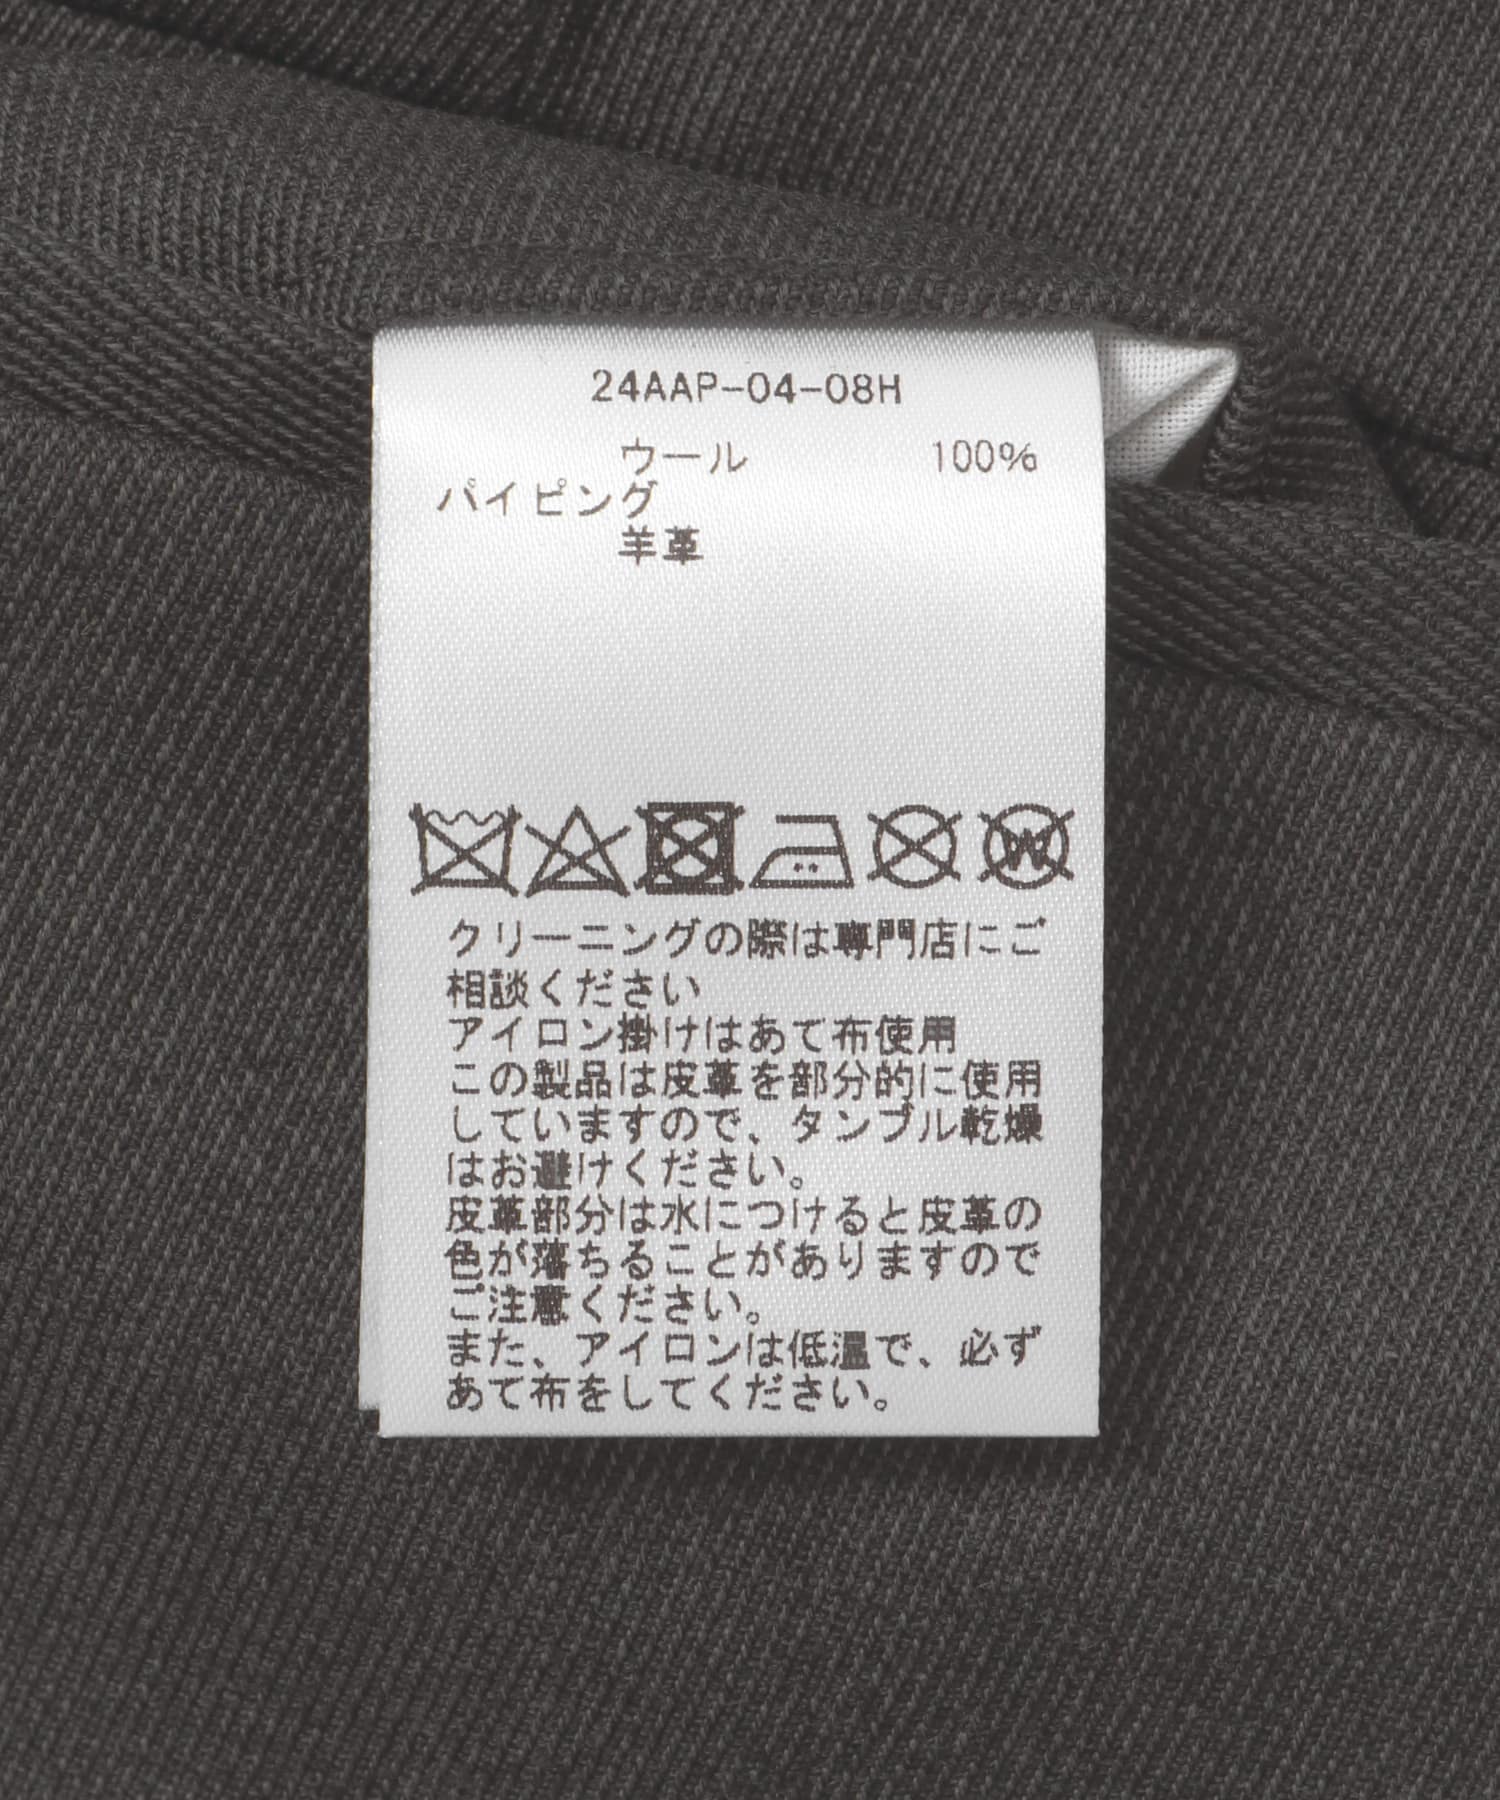 24AAP-04-08H
ウール 100%
パイピング
羊革
クリーニングの際は専門店にご
相談ください
アイロン掛けはあて布使用
この製品は皮革を部分的に使用
していますので、タンブル乾燥
はお避けください。
皮革部分は水につけると皮革の
色が落ちることがありますので
ご注意ください。
また、アイロンは低温で、必ず
あて布をしてください。